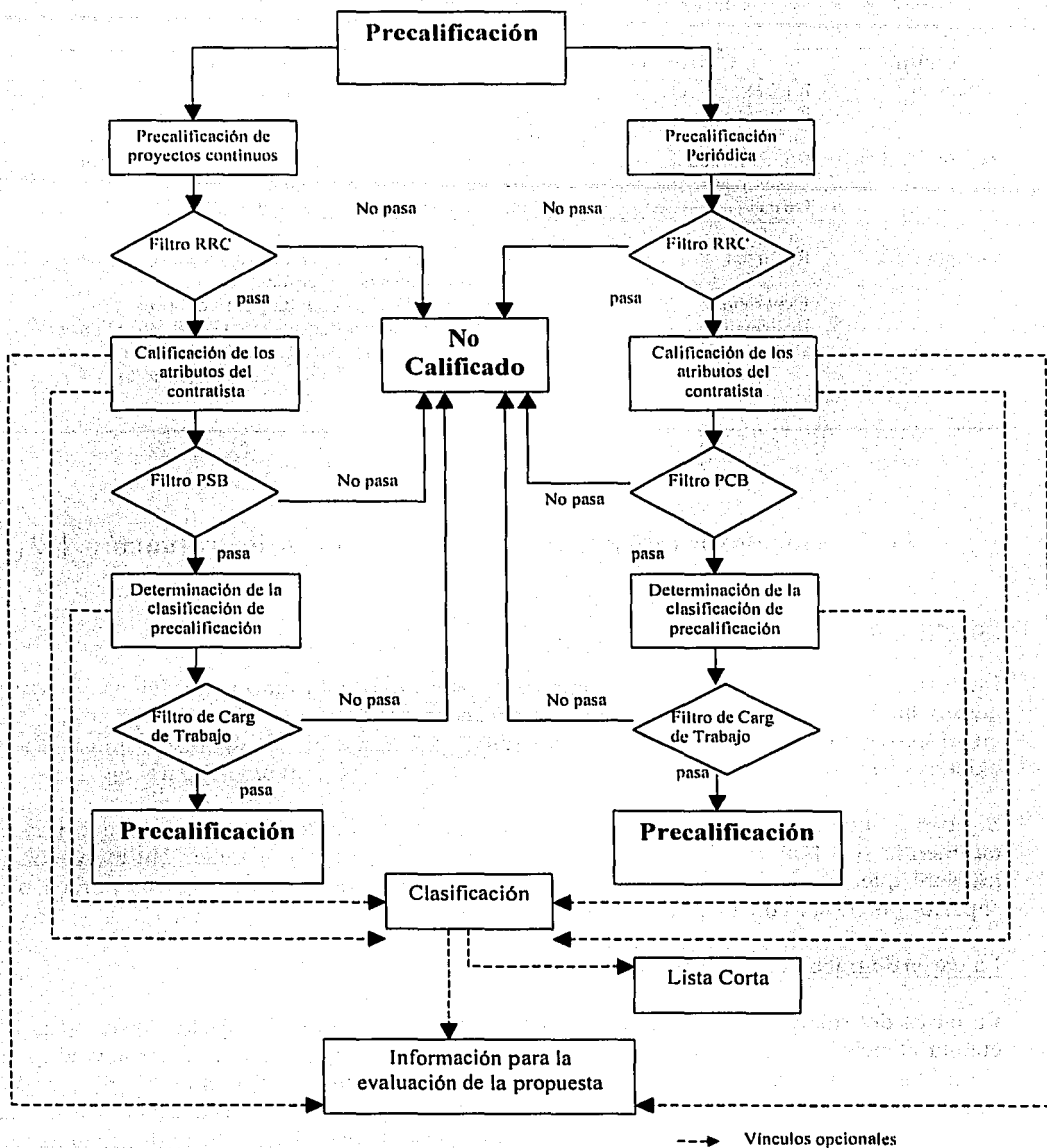 Precalificación
Precalificación de
proyectos continuos
Precalificación
Periódica
No pasa
No pasa
Filtro RRC
Filtro RRC
pasa
pasa
No
Calificado
Calificación de los
atributos del
contratista
Calificación de los
atributos del
contratista
Filtro PSB
No pasa
No pasa
Filtro PCB
pasa
pasa
Determinación de la
clasificación de
precalificación
Determinación de la
clasificación de
precalificación
No pasa
No pasa
Filtro de Carg
de Trabajo
Filtro de Carg
de Trabajo
pasa
pasa
Precalificación
Precalificación
Clasificación
Lista Corta
Información para la
evaluación de la propuesta
Vínculos opcionales